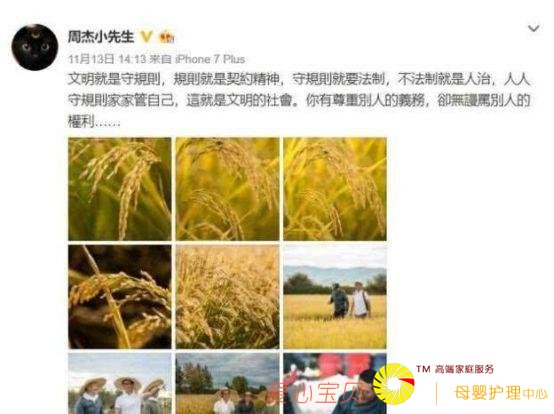 周杰小先生
11月13日 14:13 来自 iPhone 7 Plus
文明就是守規則，規則就是契約精神，守規則就要法制，不法制就是人治，人人
守規則家家管自己，這就是文明的社會。你有尊重別人的義務，卻無謾罵別人的
權利……
爱心宝贝
TM 高端家庭服务
母婴护理中心